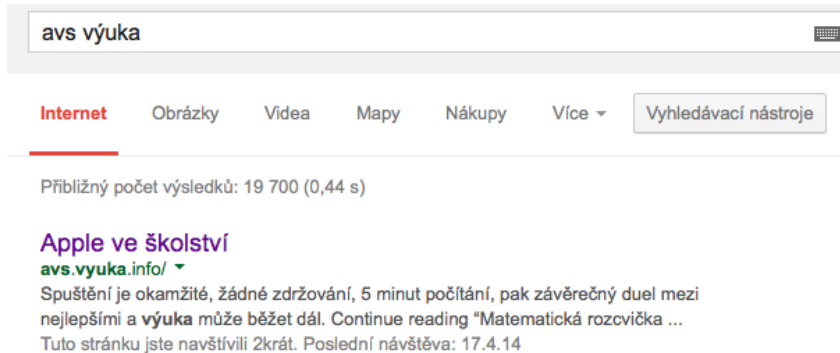 avs výuka
Internet Obrázky Videa Mapy Nákupy Více Vyhledávací nástroje
Přibližný počet výsledků: 19 700 (0,44 s)
Apple ve školství
avs.vyuka.info/
Spuštění je okamžité, žádné zdržování, 5 minut počítání, pak závěrečný duel mezi
nejlepšími a výuka může běžet dál. Continue reading “Matematická rozcvička ...
Tuto stránku jste navštívili 2krát. Poslední návštěva: 17.4.14